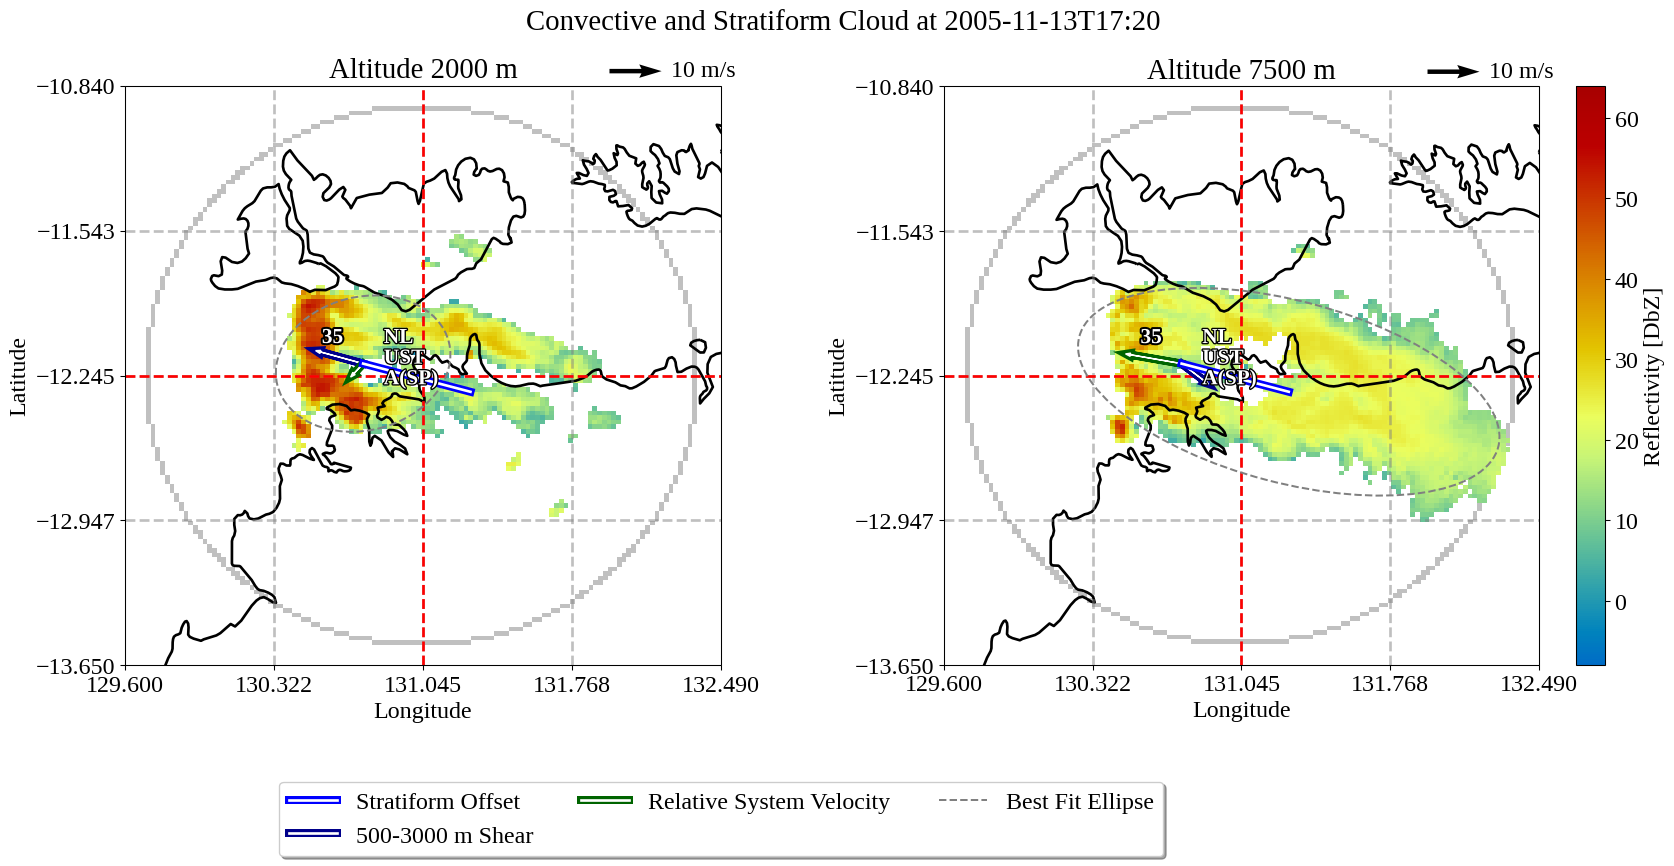 Convective and Stratiform Cloud at 2005-11-13T17:20
Altitude 2000 m
10 m/s
Altitude 7500 m
10 m/s
−10.840
−11.543
−12.245
−12.947
−13.650
Latitude
129.600
130.322
131.045
131.768
132.490
Longitude
35
NL
UST
A(SP)
−10.840
−11.543
−12.245
−12.947
−13.650
Latitude
129.600
130.322
131.045
131.768
132.490
Longitude
35
NL
UST
A(SP)
60
50
40
30
20
10
0
Reflectivity [DbZ]
Stratiform Offset
500-3000 m Shear
Relative System Velocity
Best Fit Ellipse